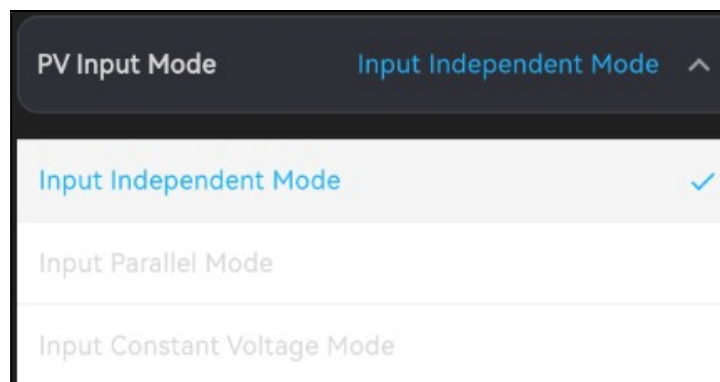 PV Input Mode Input Independent Mode
Input Independent Mode
Input Parallel Mode
Input Constant Voltage Mode